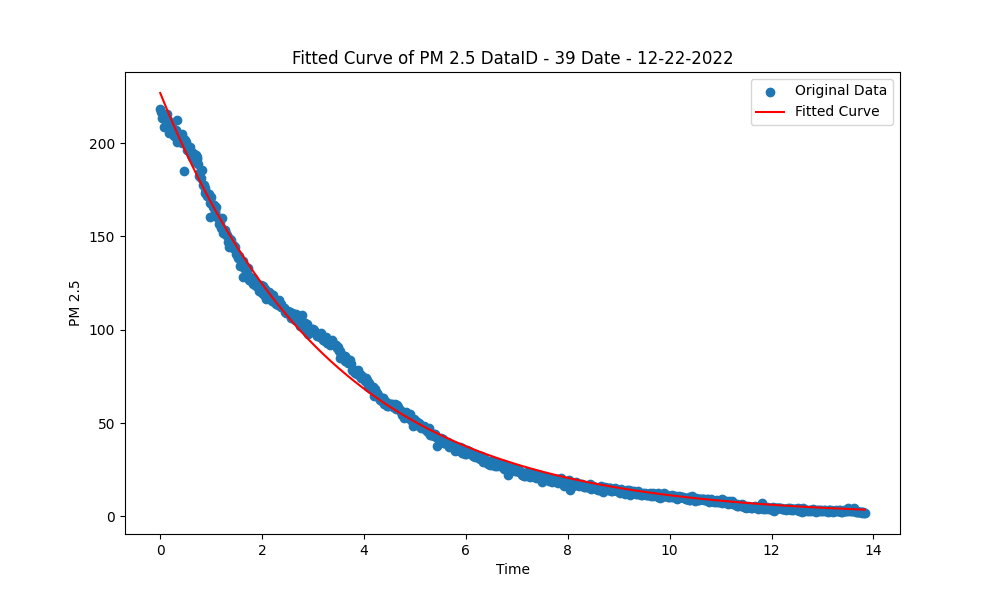 Fitted Curve of PM 2.5 DataID - 39 Date - 12-22-2022
Original Data
Fitted Curve
200
150
100
50
0
PM 2.5
0 2 4 6 8 10 12 14
Time